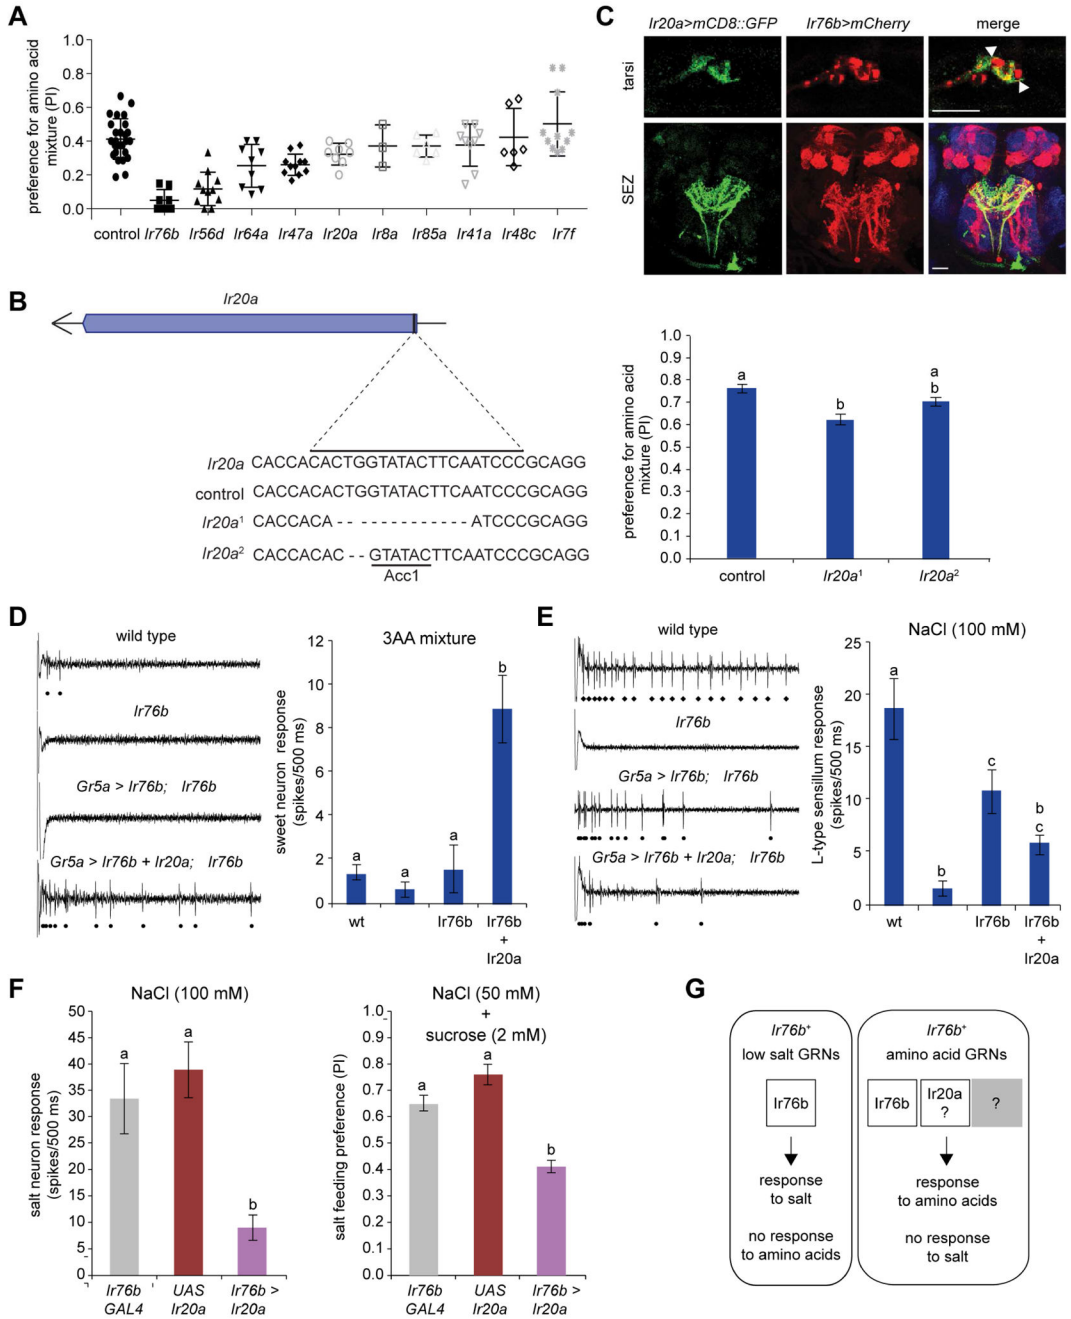 A
preference for amino acid
mixture (PI)
1.0
0.8
0.6
0.4
0.2
0.0
control Ir76b Ir56d Ir64a Ir47a Ir20a Ir8a Ir85a Ir41a Ir48c Ir7f
C
Ir20a>mCD8::GFP Ir76b>mCherry merge
tarsi
SEZ
B
Ir20a
Ir20a CACCACACTGGTATACTTCAATCCCGCAGG
control CACCACACTGGTATACTTCAATCCCGCAGG
Ir20a¹ CACCACA-- -----------ATCCCGCAGG
Ir20a² CACCACAC--GTATACTTCAATCCCGCAGG
Acc1
preference for amino acid
mixture (PI)
1.0
0.9
0.8
0.7
0.6
0.5
0.4
0.3
0.2
0.1
0.0
a
b
a
b
control Ir20a¹ Ir20a²
D
wild type
Ir76b
Gr5a > Ir76b; Ir76b
Gr5a > Ir76b + Ir20a; Ir76b
3AA mixture
sweet neuron response
(spikes/500 ms)
12
10
8
6
4
2
0
a
a
a
b
wt Ir76b Ir76b
+
Ir20a
E
wild type
Ir76b
Gr5a > Ir76b; Ir76b
Gr5a > Ir76b + Ir20a; Ir76b
NaCl (100 mM)
L-type sensillum response
(spikes/500 ms)
25
20
15
10
5
0
a
b
c
b
c
wt Ir76b Ir76b
+
Ir20a
F
NaCl (100 mM)
salt neuron response
(spikes/500 ms)
50
45
40
35
30
25
20
15
10
5
0
a
a
b
Ir76b UAS Ir76b >
GAL4 Ir20a Ir20a
NaCl (50 mM)
+
sucrose (2 mM)
salt feeding preference (PI)
1.0
0.9
0.8
0.7
0.6
0.5
0.4
0.3
0.2
0.1
0.0
a
a
b
Ir76b UAS Ir76b >
GAL4 Ir20a Ir20a
G
Ir76b⁺
low salt GRNs
Ir76b
response
to salt
no response
to amino acids
Ir76b⁺
amino acid GRNs
Ir76b
Ir20a
?
?
response
to amino acids
no response
to salt